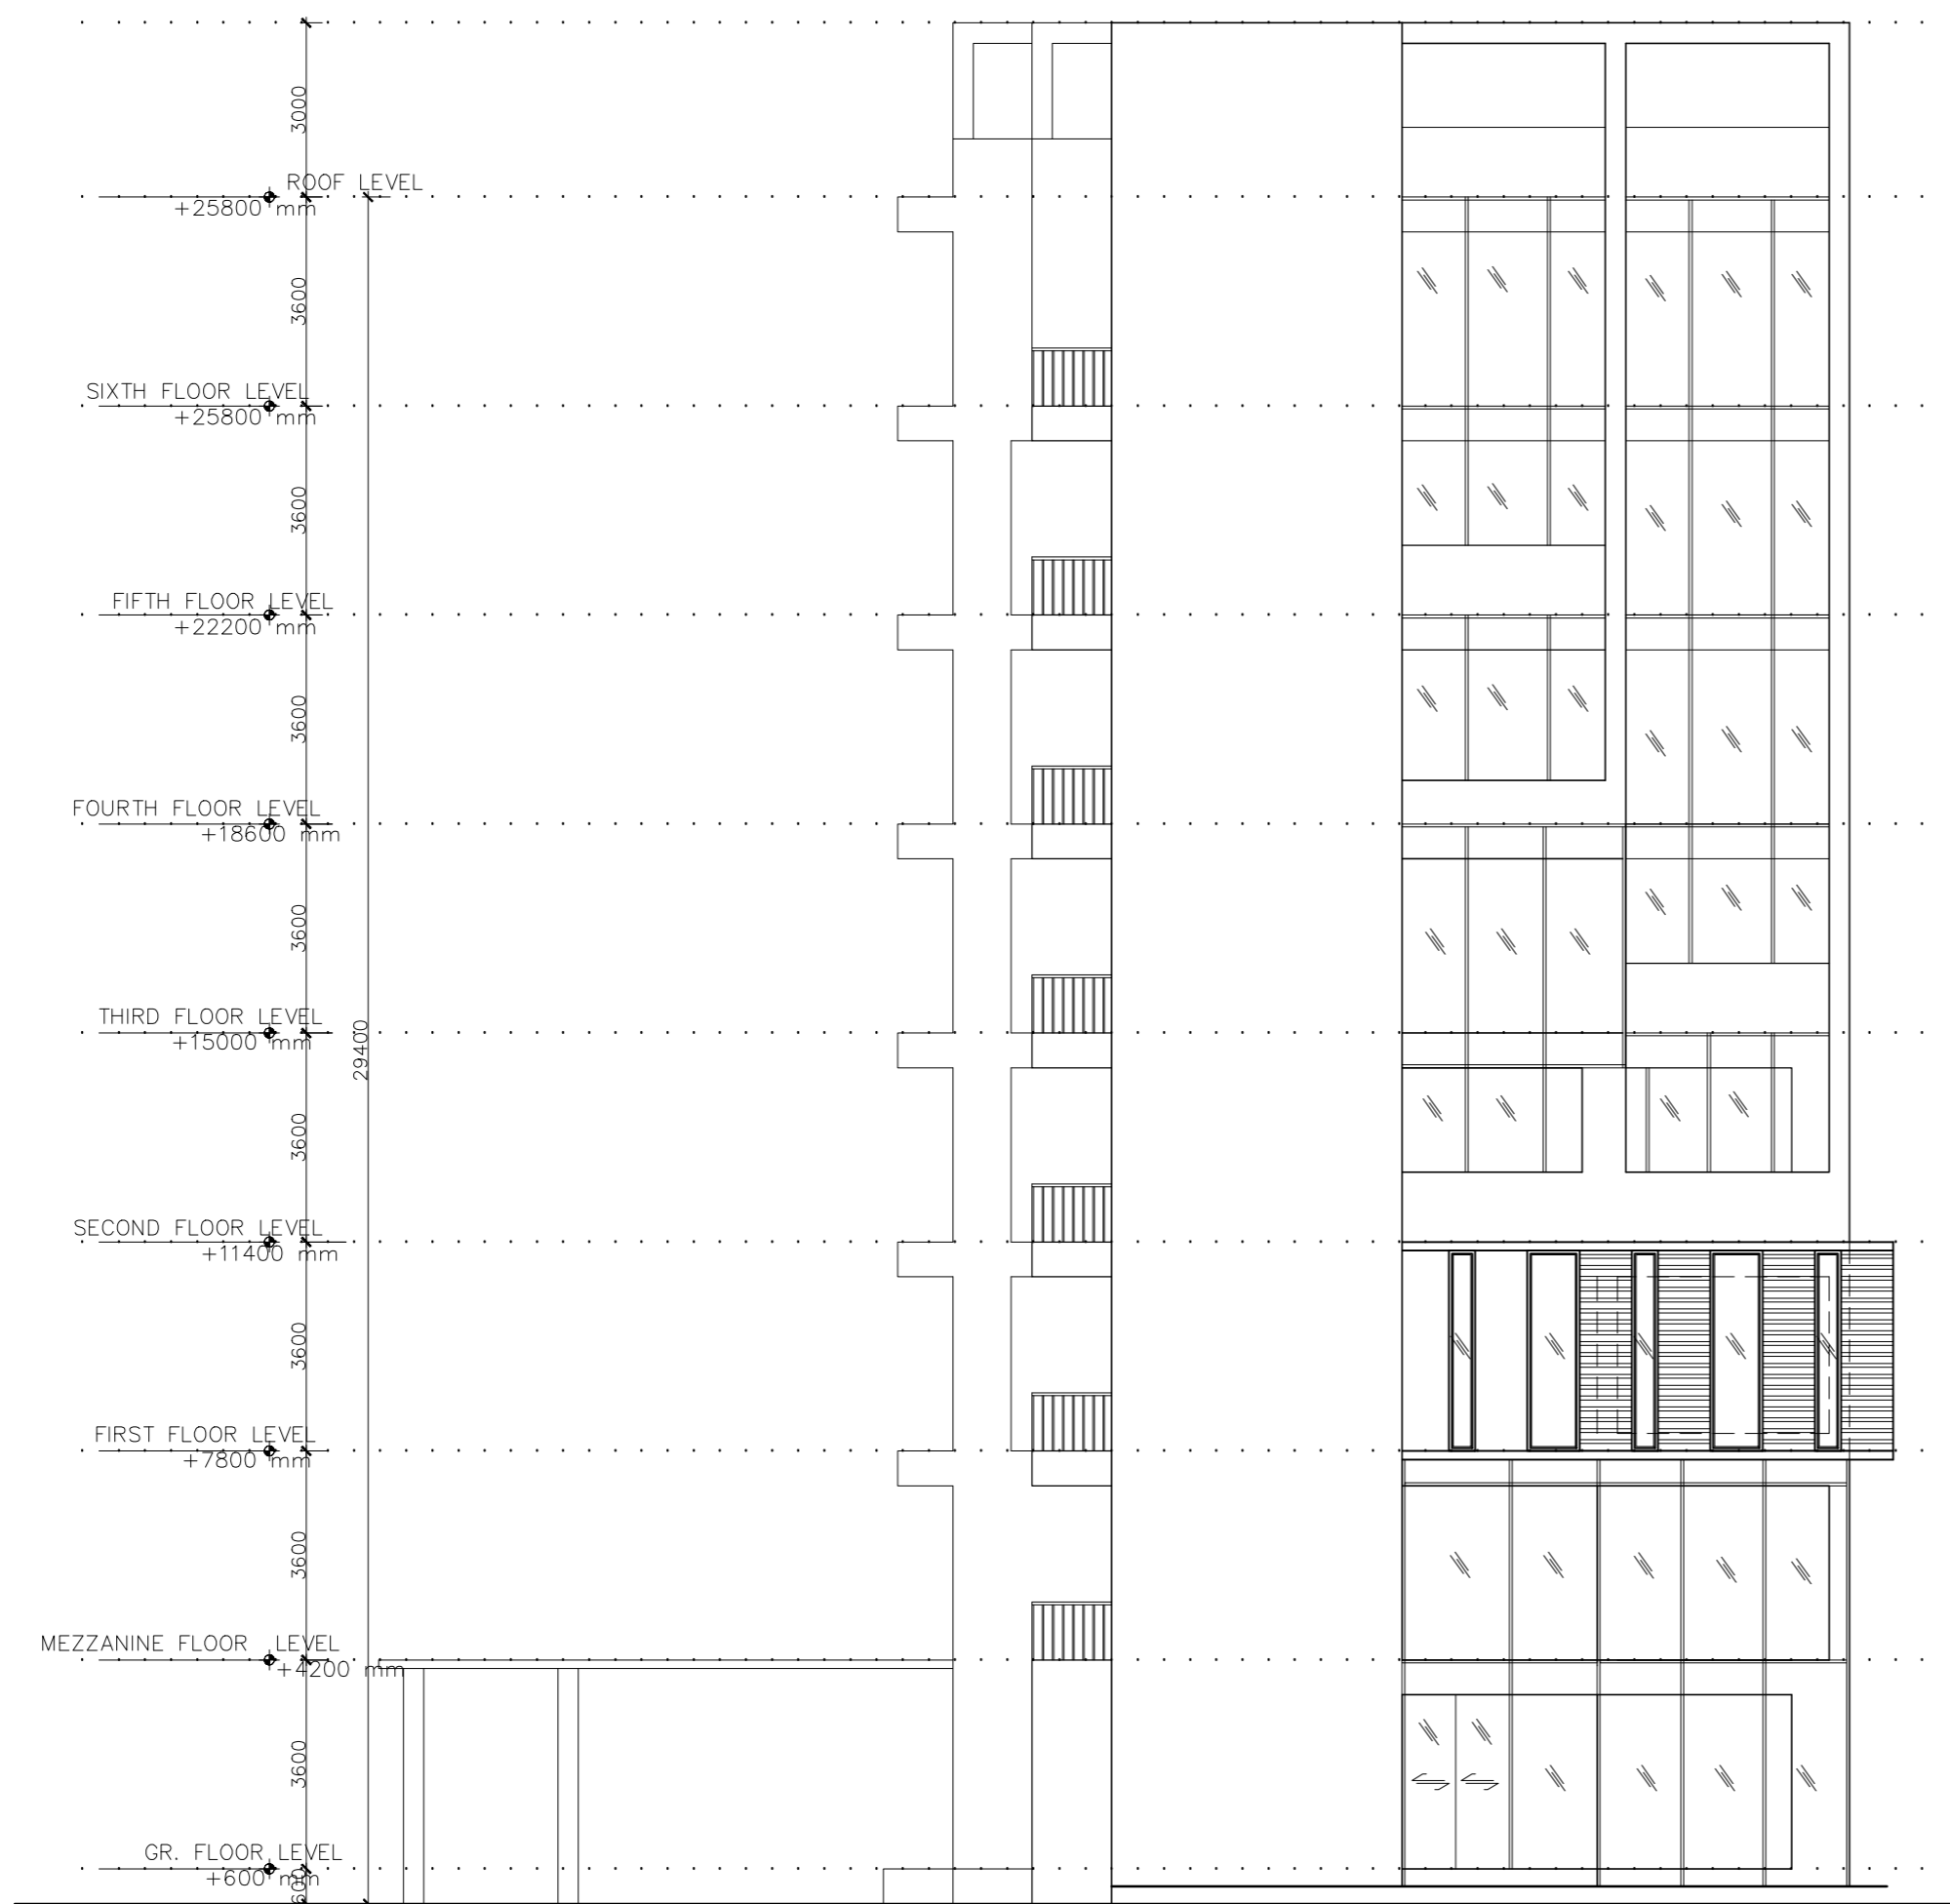 3000
ROOF LEVEL
+25800 mm
3600
SIXTH FLOOR LEVEL
+25800 mm
3600
FIFTH FLOOR LEVEL
+22200 mm
3600
FOURTH FLOOR LEVEL
+18600 mm
3600
THIRD FLOOR LEVEL
+15000 mm
29400
3600
SECOND FLOOR LEVEL
+11400 mm
3600
FIRST FLOOR LEVEL
+7800 mm
3600
MEZZANINE FLOOR LEVEL
+4200 mm
3600
GR. FLOOR LEVEL
+600 mm
600